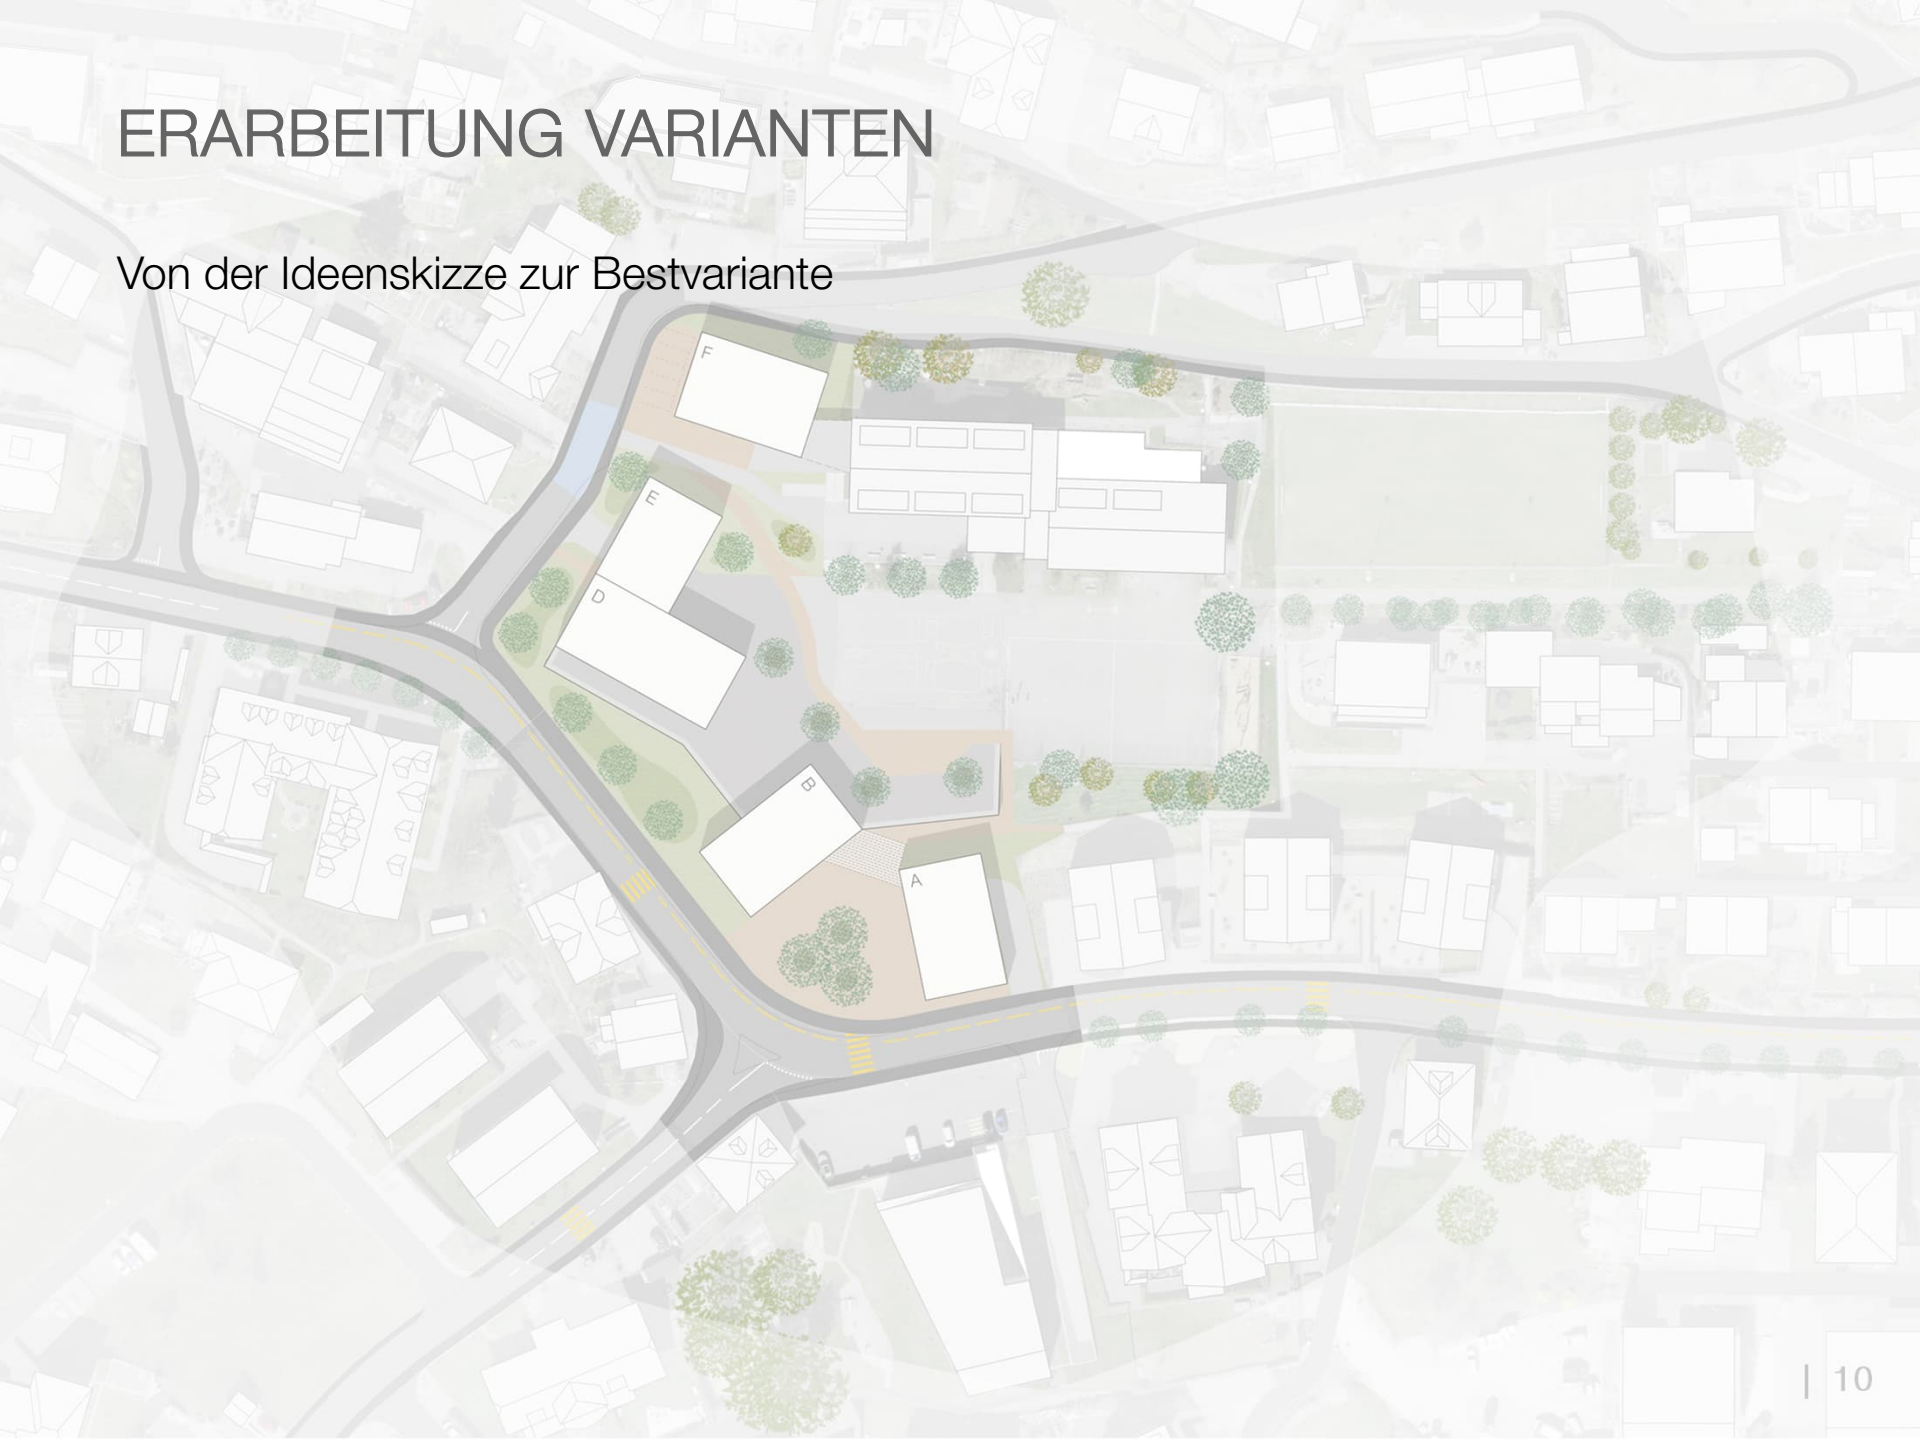 ERARBEITUNG VARIANTEN
Von der Ideenskizze zur Bestvariante
F
E
D
B
A
| 10